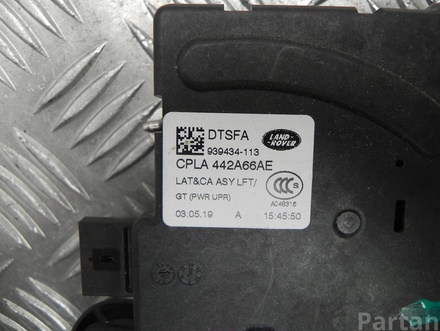 DTSFA
LAND-
ROVER
939434-113
CPLA 442A66AE
LAT&CA ASY LFT/
GT (PWR UPR)
CCC S
A048316
03.05.19 A 15:45:50
Partan